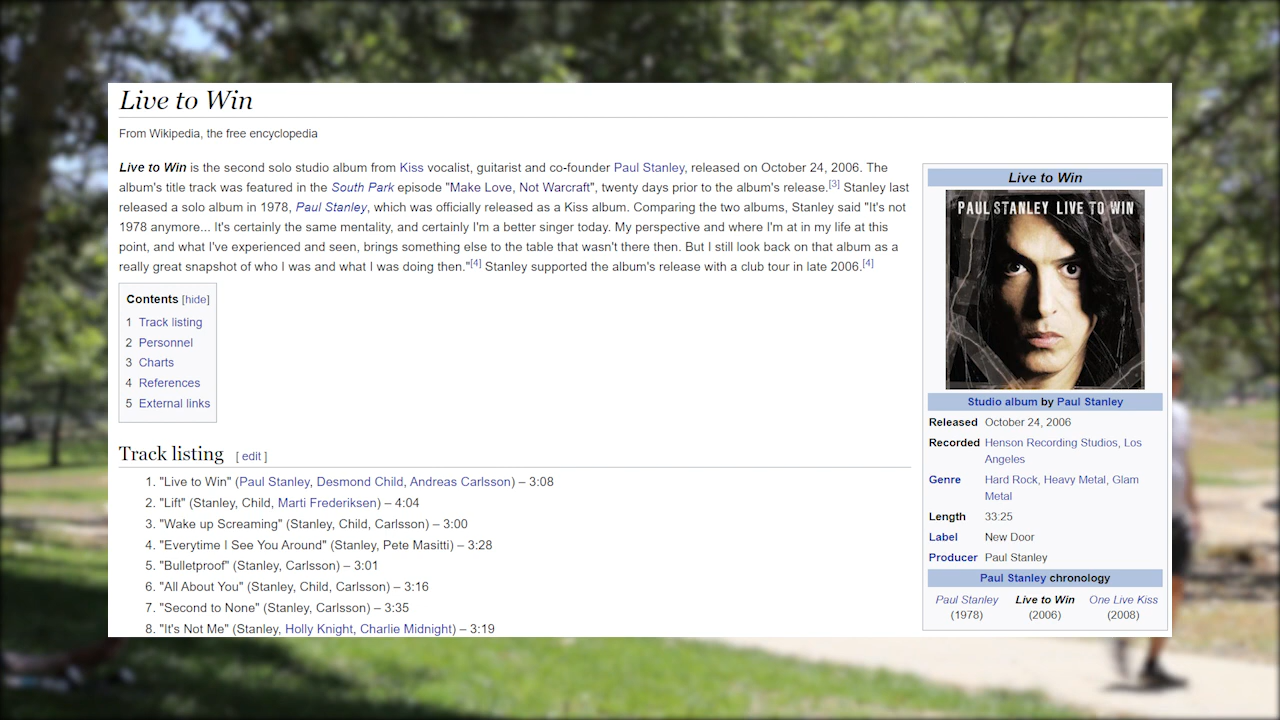 Live to Win
From Wikipedia, the free encyclopedia
Live to Win is the second solo studio album from Kiss vocalist, guitarist and co-founder Paul Stanley, released on October 24, 2006. The
album's title track was featured in the South Park episode "Make Love, Not Warcraft", twenty days prior to the album's release.[3] Stanley last
released a solo album in 1978, Paul Stanley, which was officially released as a Kiss album. Comparing the two albums, Stanley said "It's not
1978 anymore... It's certainly the same mentality, and certainly I'm a better singer today. My perspective and where I'm at in my life at this
point, and what I've experienced and seen, brings something else to the table that wasn't there then. But I still look back on that album as a
really great snapshot of who I was and what I was doing then."[4] Stanley supported the album's release with a club tour in late 2006.[4]
Contents [hide]
1 Track listing
2 Personnel
3 Charts
4 References
5 External links
Track listing [ edit ]
1. "Live to Win" (Paul Stanley, Desmond Child, Andreas Carlsson) – 3:08
2. "Lift" (Stanley, Child, Marti Frederiksen) – 4:04
3. "Wake up Screaming" (Stanley, Child, Carlsson) – 3:00
4. "Everytime I See You Around" (Stanley, Pete Masitti) – 3:28
5. "Bulletproof" (Stanley, Carlsson) – 3:01
6. "All About You" (Stanley, Child, Carlsson) – 3:16
7. "Second to None" (Stanley, Carlsson) – 3:35
8. "It's Not Me" (Stanley, Holly Knight, Charlie Midnight) – 3:19
Live to Win
PAUL STANLEY LIVE TO WIN
Studio album by Paul Stanley
Released October 24, 2006
Recorded Henson Recording Studios, Los
Angeles
Genre Hard Rock, Heavy Metal, Glam
Metal
Length 33:25
Label New Door
Producer Paul Stanley
Paul Stanley chronology
Paul Stanley Live to Win One Live Kiss
(1978) (2006) (2008)